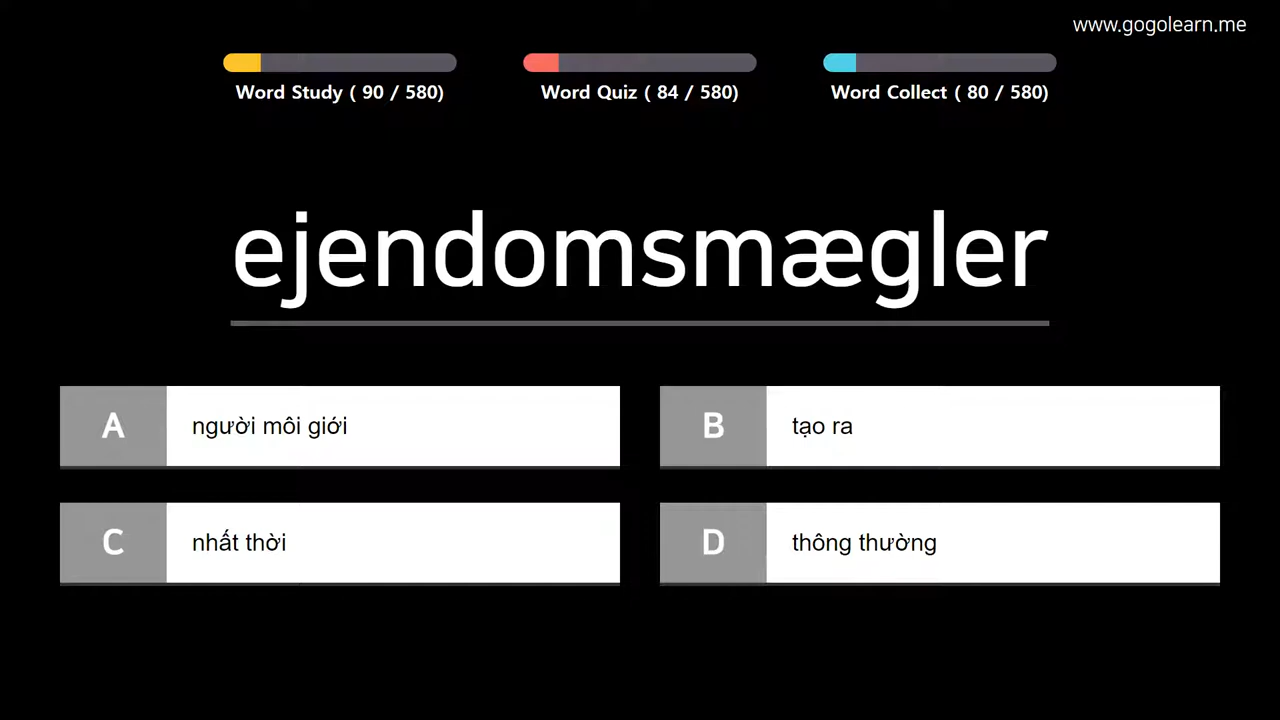 www.gogolearn.me
Word Study ( 90 / 580)
Word Quiz ( 84 / 580)
Word Collect ( 80 / 580)
ejendomsmægler
A
người môi giới
B
tạo ra
C
nhất thời
D
thông thường